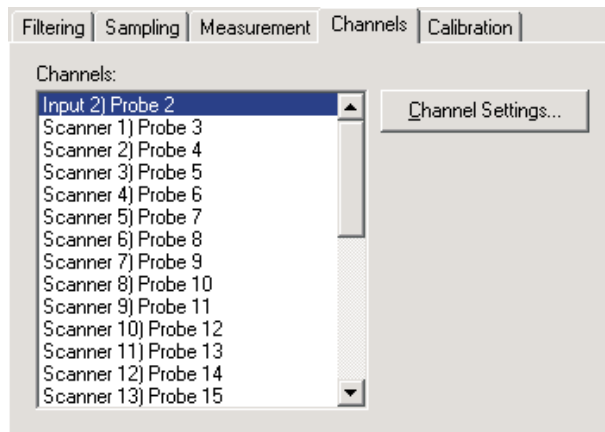 Filtering Sampling Measurement Channels Calibration
Channels:
Input 2) Probe 2
Channel Settings...
Scanner 1) Probe 3
Scanner 2) Probe 4
Scanner 3) Probe 5
Scanner 4) Probe 6
Scanner 5) Probe 7
Scanner 6) Probe 8
Scanner 7) Probe 9
Scanner 8) Probe 10
Scanner 9) Probe 11
Scanner 10) Probe 12
Scanner 11) Probe 13
Scanner 12) Probe 14
Scanner 13) Probe 15